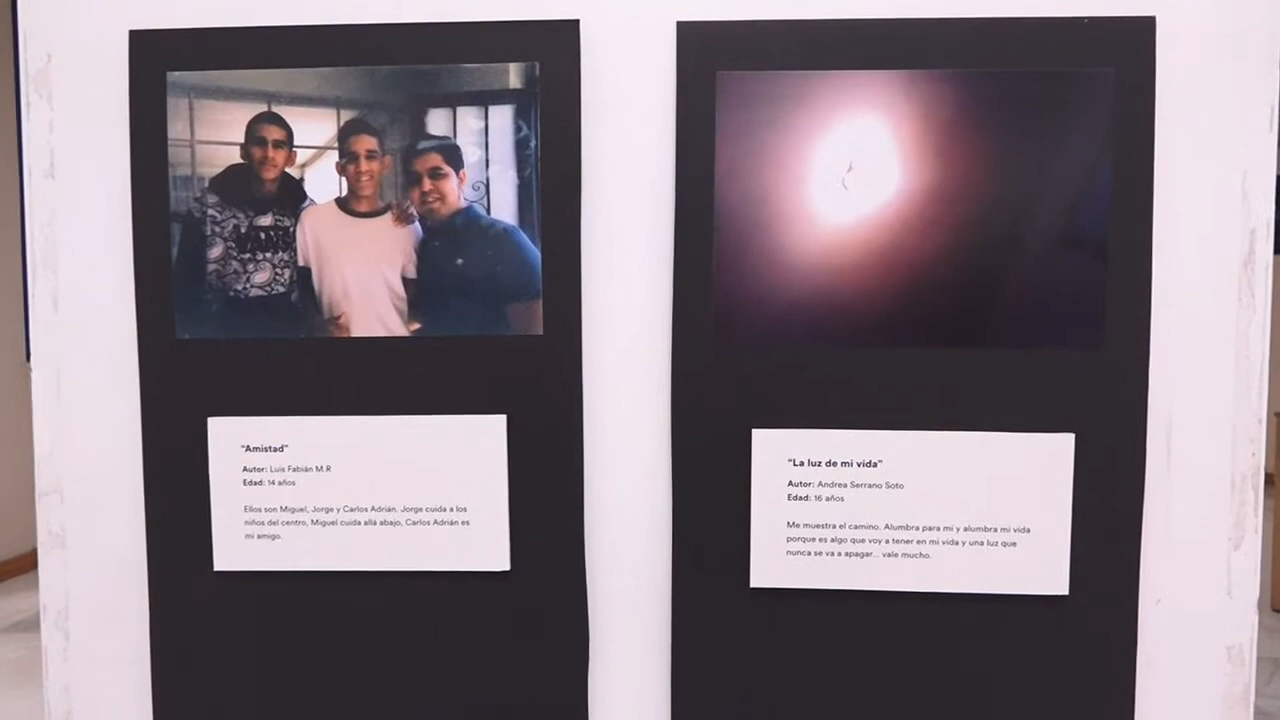 "Amistad"
Autor: Luis Fabián M.R
Edad: 14 años
Ellos son Miguel, Jorge y Carlos Adrián. Jorge cuida a los
niños del centro, Miguel cuida allá abajo, Carlos Adrián es
mi amigo.
"La luz de mi vida"
Autor: Andrea Serrano Soto
Edad: 16 años
Me muestra el camino. Alumbra para mí y alumbra mi vida
porque es algo que voy a tener en mi vida y una luz que
nunca se va a apagar... vale mucho.